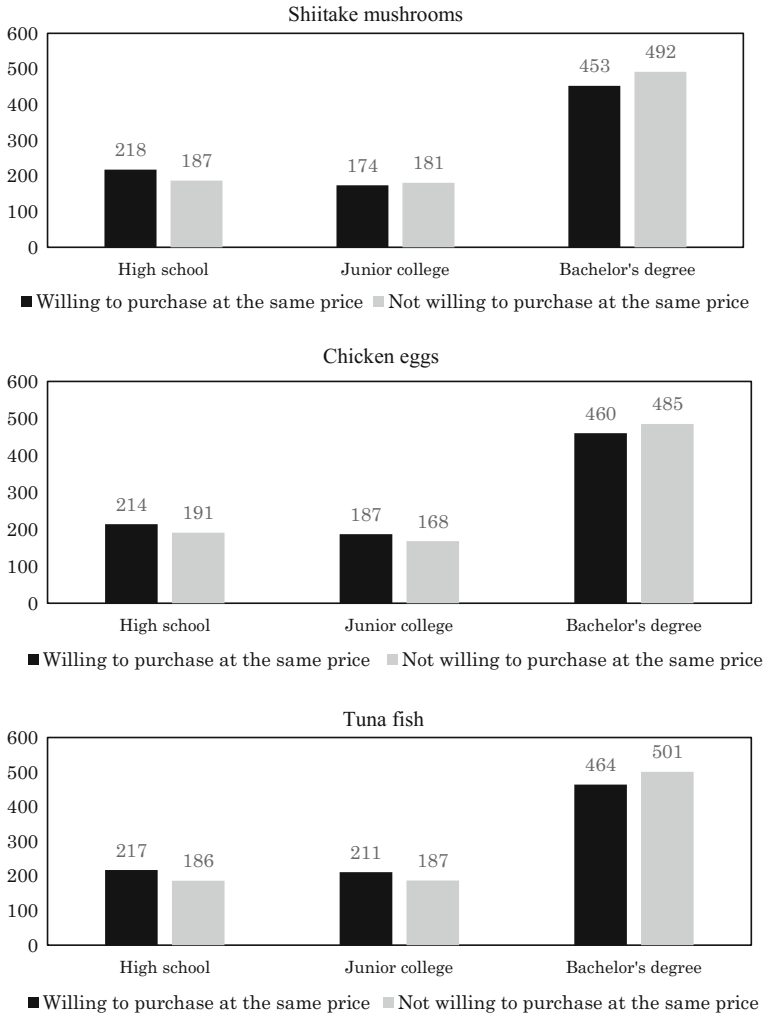 Shiitake mushrooms
600
500
400
300
200
100
0
218
187
174
181
453
492
High school
Junior college
Bachelor's degree
Willing to purchase at the same price
Not willing to purchase at the same price
Chicken eggs
600
500
400
300
200
100
0
214
191
187
168
460
485
High school
Junior college
Bachelor's degree
Willing to purchase at the same price
Not willing to purchase at the same price
Tuna fish
600
500
400
300
200
100
0
217
186
211
187
464
501
High school
Junior college
Bachelor's degree
Willing to purchase at the same price
Not willing to purchase at the same price